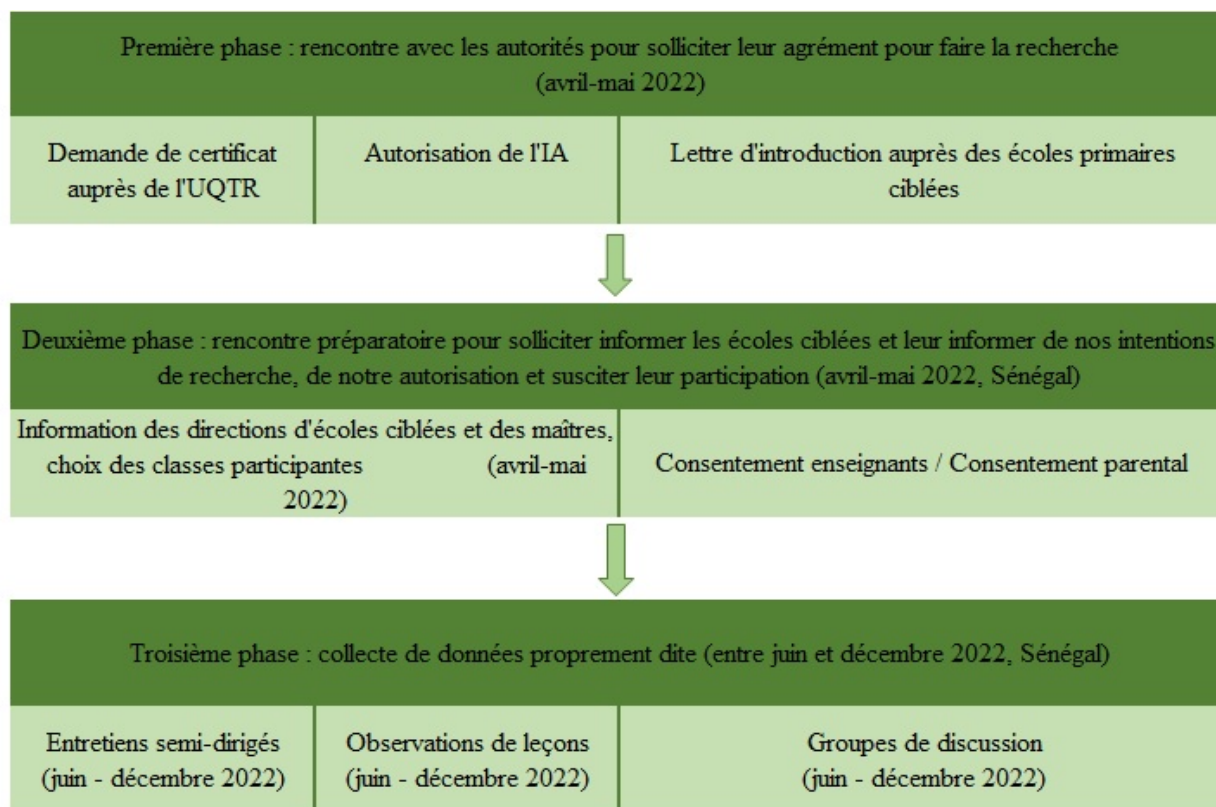 Première phase : rencontre avec les autorités pour solliciter leur agrément pour faire la recherche
(avril-mai 2022)
Demande de certificat
auprès de l'UQTR
Autorisation de l'IA
Lettre d'introduction auprès des écoles primaires
ciblées
Deuxième phase : rencontre préparatoire pour solliciter informer les écoles ciblées et leur informer de nos intentions
de recherche, de notre autorisation et susciter leur participation (avril-mai 2022, Sénégal)
Information des directions d'écoles ciblées et des maîtres,
choix des classes participantes (avril-mai
2022)
Consentement enseignants / Consentement parental
Troisième phase : collecte de données proprement dite (entre juin et décembre 2022, Sénégal)
Entretiens semi-dirigés
(juin - décembre 2022)
Observations de leçons
(juin - décembre 2022)
Groupes de discussion
(juin - décembre 2022)